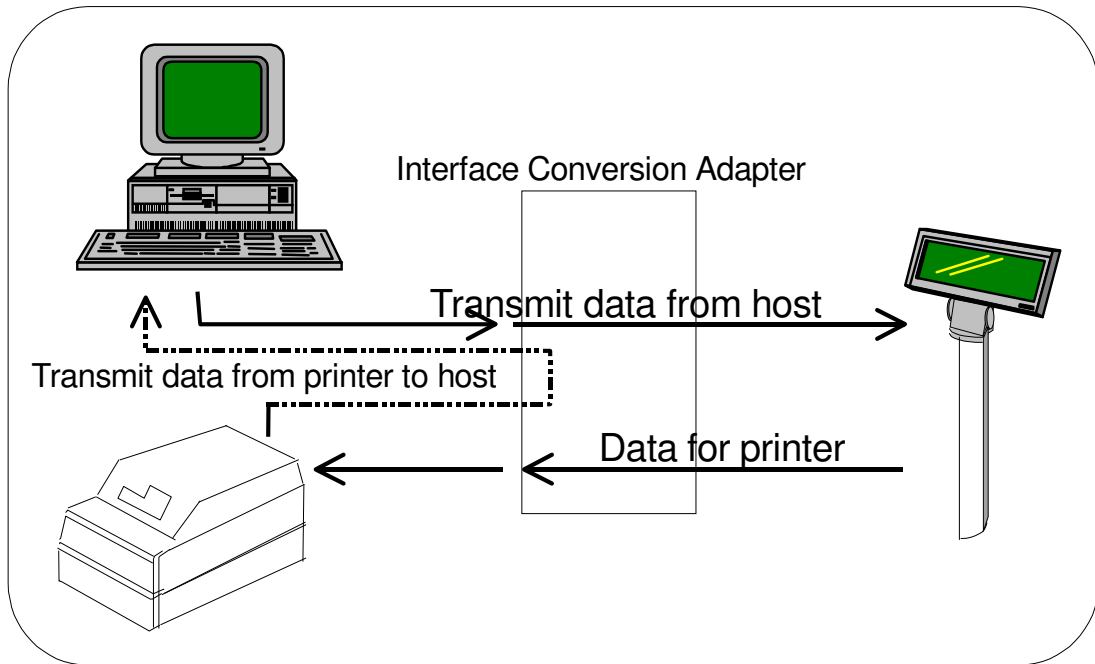 Interface Conversion Adapter
Transmit data from host
Transmit data from printer to host
Data for printer